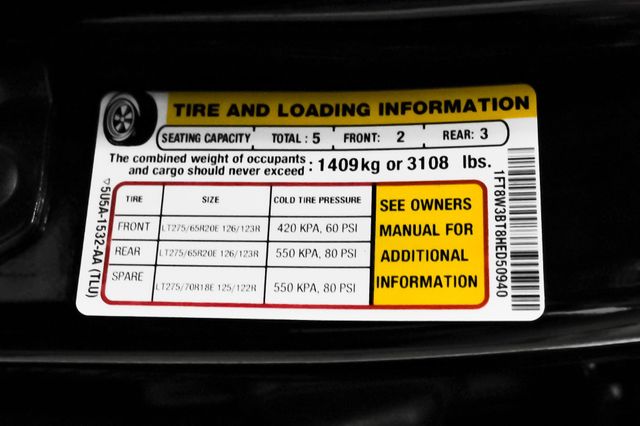 TIRE AND LOADING INFORMATION
SEATING CAPACITY TOTAL : 5 FRONT: 2 REAR: 3
The combined weight of occupants
and cargo should never exceed : 1409kg or 3108 lbs.
TIRE SIZE COLD TIRE PRESSURE
FRONT LT275/65R20E 126/123R 420 KPA, 60 PSI
REAR LT275/65R20E 126/123R 550 KPA, 80 PSI
SPARE LT275/70R18E 125/122R 550 KPA, 80 PSI
SEE OWNERS
MANUAL FOR
ADDITIONAL
INFORMATION
▽5U5A-1532-AA (TLU)
1FT8W3BT8HED50940